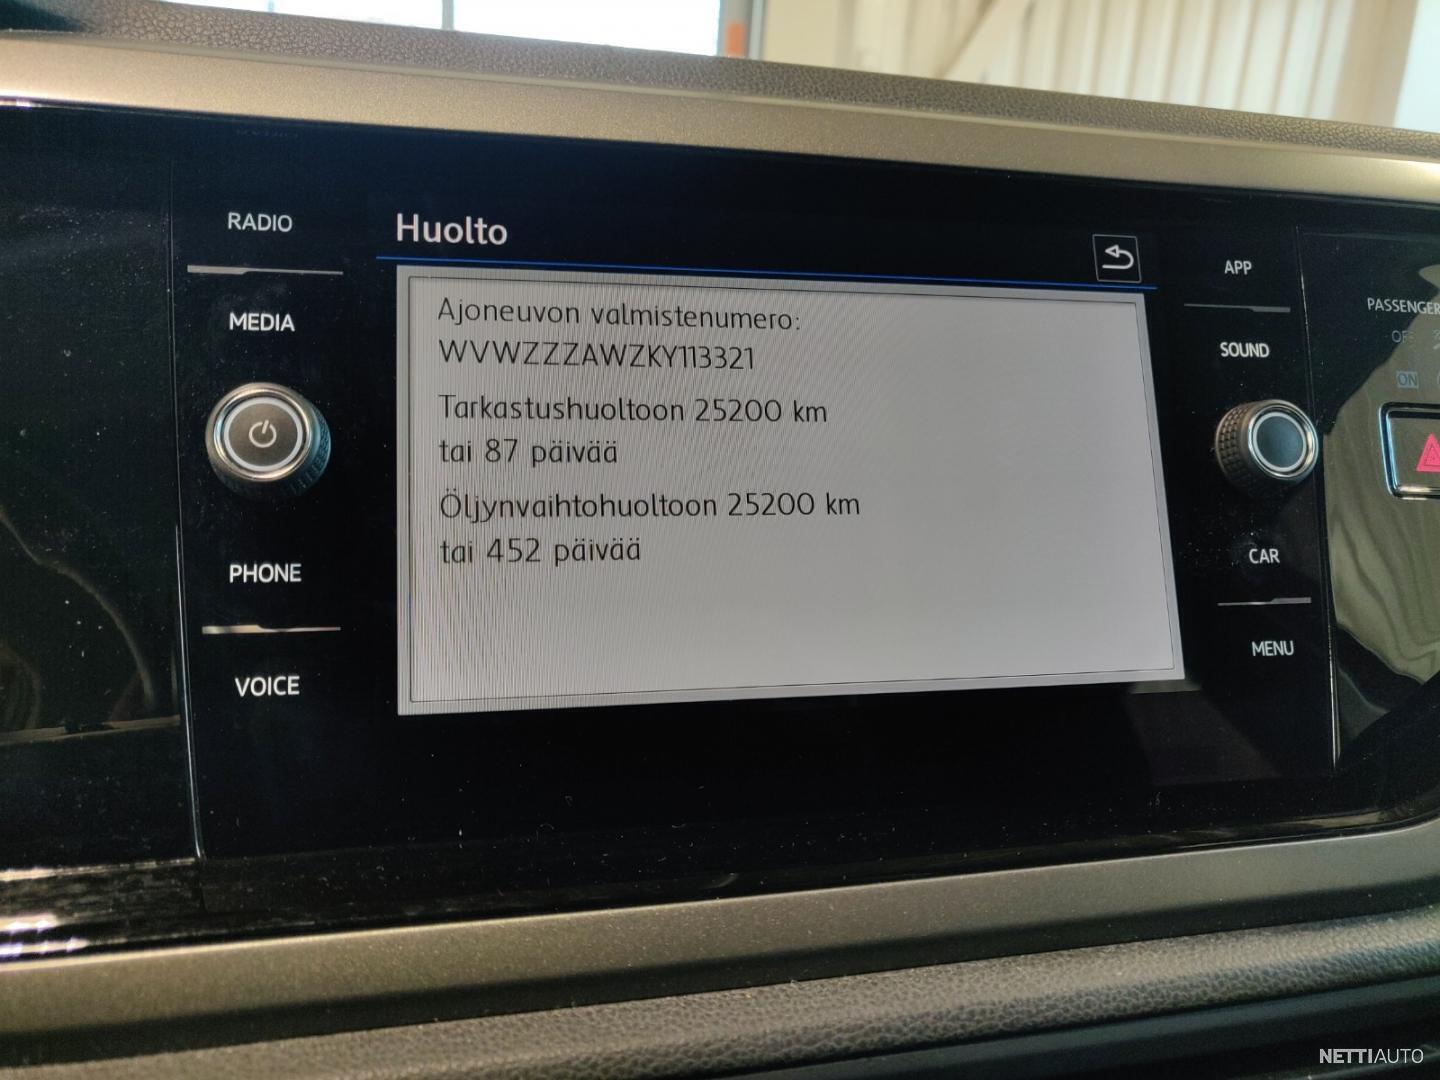 RADIO
MEDIA
PHONE
VOICE
Huolto
Ajoneuvon valmistenumero:
WVWZZZAWZKY113321
Tarkastushuoltoon 25200 km
tai 87 päivää
Öljynvaihtohuoltoon 25200 km
tai 452 päivää
APP
SOUND
CAR
MENU
PASSENGER
OFF
ON
NETTIAUTO